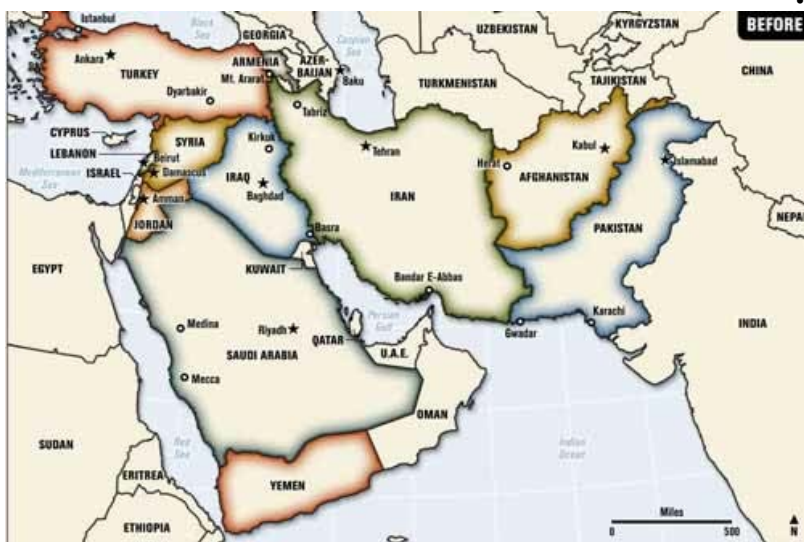 BEFORE
Istanbul
Black
Sea
GEORGIA
Caspian
Sea
UZBEKISTAN
KYRGYZSTAN
Ankara
TURKEY
ARMENIA
Mt. Ararat
AZER-
BAIJAN
Baku
TURKMENISTAN
TAJIKISTAN
CHINA
Dyarbakir
Tabriz
CYPRUS
SYRIA
Kirkuk
Tehran
Herat
Kabul
Islamabad
LEBANON
Beirut
Mediterranean
Sea
ISRAEL
Damascus
IRAQ
Baghdad
IRAN
AFGHANISTAN
Amman
JORDAN
Basra
PAKISTAN
NEPA
EGYPT
KUWAIT
Bandar E-Abbas
Medina
Riyadh
Persian
Gulf
Gwadar
Karachi
QATAR
SAUDI ARABIA
U.A.E.
INDIA
Mecca
OMAN
SUDAN
Red
Sea
Indian
Ocean
ERITREA
YEMEN
ETHIOPIA
Miles
0
500
N